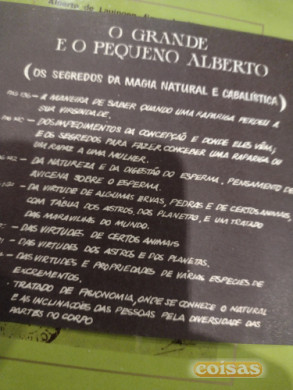 Alberto de
O GRANDE
E O PEQUENO ALBERTO
(OS SEGREDOS DA MAGIA NATURAL E CABALÍSTICA)
- A MANEIRA DE SABER QUANDO UMA RAPARIGA PERDEU A
SUA
- DOS IMPEDIMENTOS DA CONCEPÇÃO E DONDE ELES VÊM;
E OS SEGREDOS PARA FAZER CONCEBER UMA RAPARIGA OU
UM RAPAZ A UMA MULHER.
- DA NATUREZA E DA DIGESTÃO DO ESPERMA, PENSAMENTO DE
AVICENA SOBRE O ESPERMA.
- DA VIRTUDE DE ALGUMAS ERVAS, PEDRAS E DE CERTOS ANIMAIS,
COM TÁBUA DOS ASTROS, DOS PLANETAS, E UM TRATADO
DAS MARAVILHAS DO MUNDO.
- DAS VIRTUDES DE CERTOS ANIMAIS
- DAS VIRTUDES DOS ASTROS E DOS PLANETAS.
- DAS VIRTUDES E PROPRIEDADES DE VÁRIAS ESPÉCIES DE
EXCREMENTOS,
TRATADO DE FISIONOMIA, ONDE SE CONHECE O NATURAL
E AS INCLINAÇÕES DAS PESSOAS PELA DIVERSIDADE DAS
PARTES DO CORPO
coisas